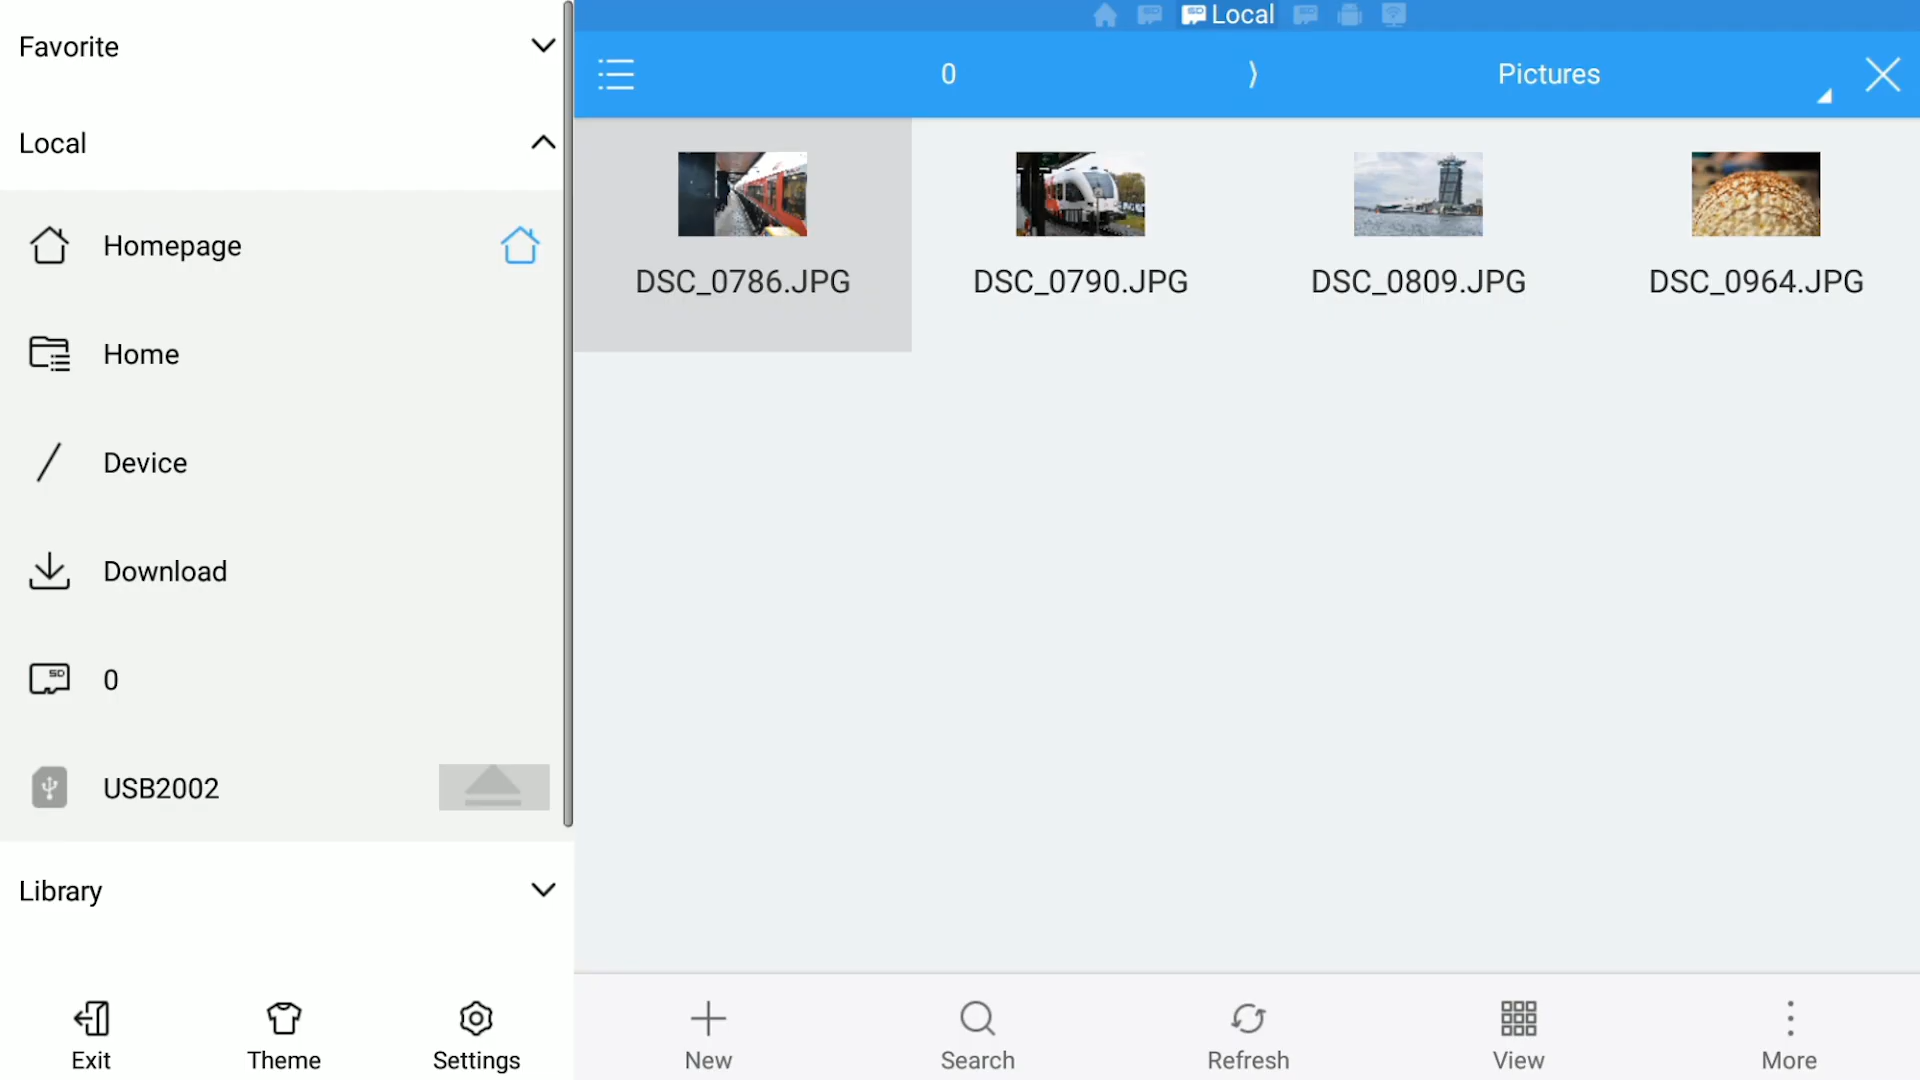 Favorite
Local
Homepage
Home
Device
Download
SD 0
USB2002
Library
Exit
Theme
Settings
Local
0
Pictures
DSC_0786.JPG
DSC_0790.JPG
DSC_0809.JPG
DSC_0964.JPG
New
Search
Refresh
View
More